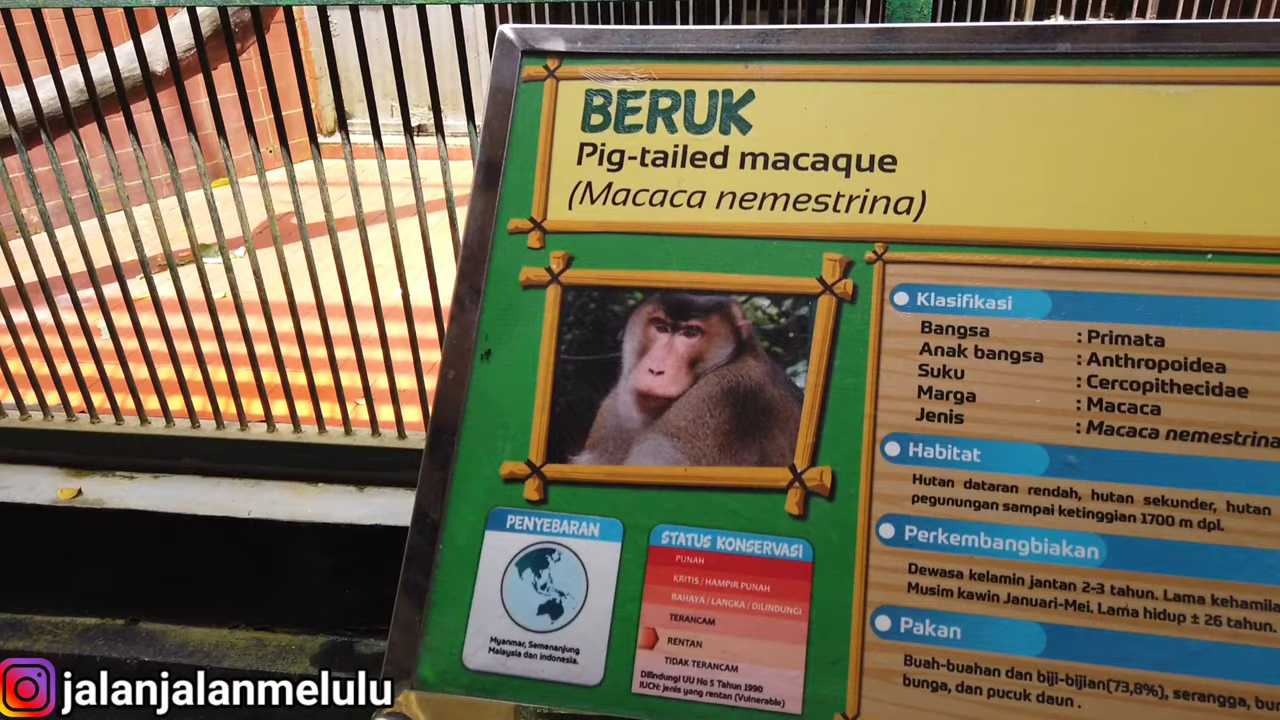 BERUK
Pig-tailed macaque
(Macaca nemestrina)
Klasifikasi
Bangsa : Primata
Anak bangsa : Anthropoidea
Suku : Cercopithecidae
Marga : Macaca
Jenis : Macaca nemestrina
Habitat
Hutan dataran rendah, hutan sekunder, hutan
pegunungan sampai ketinggian 1700 m dpl.
Perkembangbiakan
Dewasa kelamin jantan 2-3 tahun. Lama kehamila
Musim kawin Januari-Mei. Lama hidup ± 26 tahun.
Pakan
Buah-buahan dan biji-bijian(73,8%), serangga, bu
bunga, dan pucuk daun .
PENYEBARAN
Myanmar, Semenanjung
Malaysia dan Indonesia.
STATUS KONSERVASI
PUNAH
KRITIS / HAMPIR PUNAH
BAHAYA / LANGKA / DILINDUNGI
TERANCAM
RENTAN
TIDAK TERANCAM
Dilindungi UU No 5 Tahun 1990
IUCN: jenis yang rentan (Vulnerable)
jalanjalanmelulu